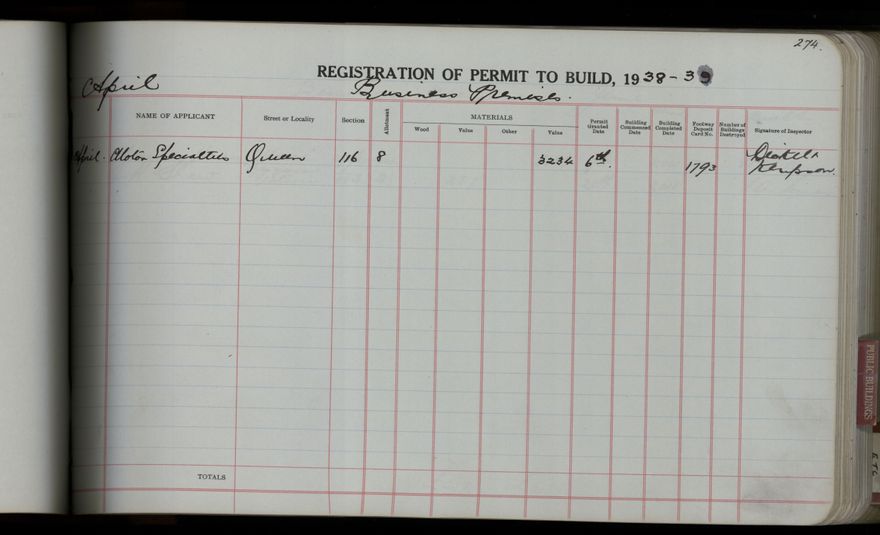 274.
REGISTRATION OF PERMIT TO BUILD, 1938-39
April
Business Premises.
NAME OF APPLICANT
Street or Locality
Section
Allotment
MATERIALS
Wood
Value
Other
Value
Permit Granted Date
Building Commenced Date
Building Completed Date
Footway Deposit Card No.
Number of Buildings Destroyed
Signature of Inspector
April. Motor Specialties Queen 116 8 3234 6th. 1793
Kempson.
PUBLIC BUILDINGS
TOTALS